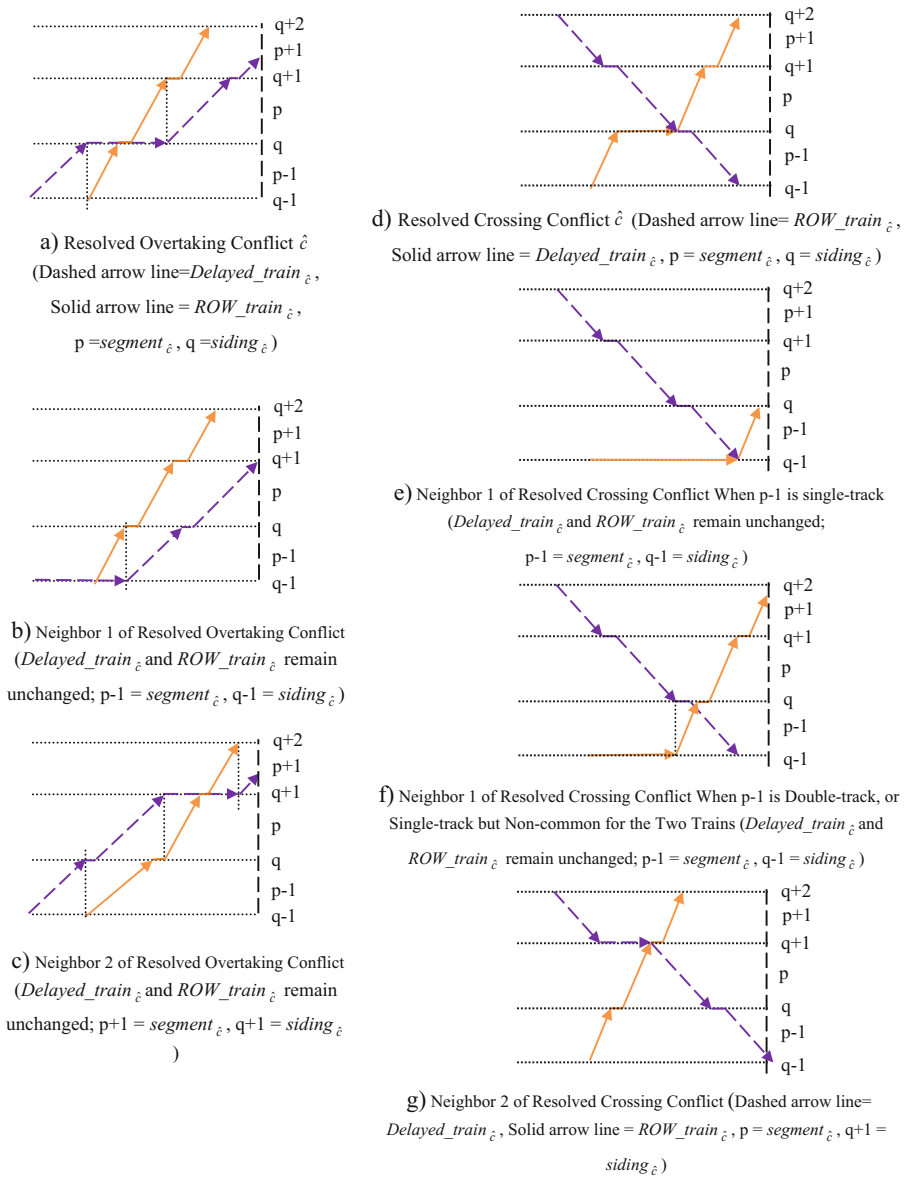 q+2
p+1
q+1
p
q
p-1
q-1
a) Resolved Overtaking Conflict ĉ
(Dashed arrow line=Delayed_train ĉ ,
Solid arrow line = ROW_train ĉ ,
p =segment ĉ , q =siding ĉ )
q+2
p+1
q+1
p
q
p-1
q-1
b) Neighbor 1 of Resolved Overtaking Conflict
(Delayed_train ĉ and ROW_train ĉ remain
unchanged; p-1 = segment ĉ , q-1 = siding ĉ )
q+2
p+1
q+1
p
q
p-1
q-1
c) Neighbor 2 of Resolved Overtaking Conflict
(Delayed_train ĉ and ROW_train ĉ remain
unchanged; p+1 = segment ĉ , q+1 = siding ĉ
)
q+2
p+1
q+1
p
q
p-1
q-1
d) Resolved Crossing Conflict ĉ (Dashed arrow line= ROW_train ĉ ,
Solid arrow line = Delayed_train ĉ , p = segment ĉ , q = siding ĉ )
q+2
p+1
q+1
p
q
p-1
q-1
e) Neighbor 1 of Resolved Crossing Conflict When p-1 is single-track
(Delayed_train ĉ and ROW_train ĉ remain unchanged;
p-1 = segment ĉ , q-1 = siding ĉ )
q+2
p+1
q+1
p
q
p-1
q-1
f) Neighbor 1 of Resolved Crossing Conflict When p-1 is Double-track, or
Single-track but Non-common for the Two Trains (Delayed_train ĉ and
ROW_train ĉ remain unchanged; p-1 = segment ĉ , q-1 = siding ĉ )
q+2
p+1
q+1
p
q
p-1
q-1
g) Neighbor 2 of Resolved Crossing Conflict (Dashed arrow line=
Delayed_train ĉ , Solid arrow line = ROW_train ĉ , p = segment ĉ , q+1 =
siding ĉ )